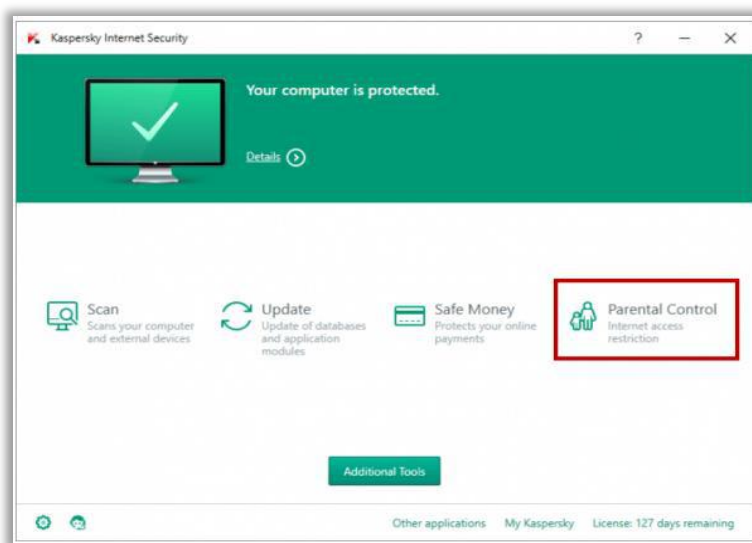 Kaspersky Internet Security
?
Your computer is protected.
Details
Scan
Scans your computer
and external devices
Update
Update of databases
and application
modules
Safe Money
Protects your online
payments
Parental Control
Internet access
restriction
Additional Tools
Other applications My Kaspersky License: 127 days remaining